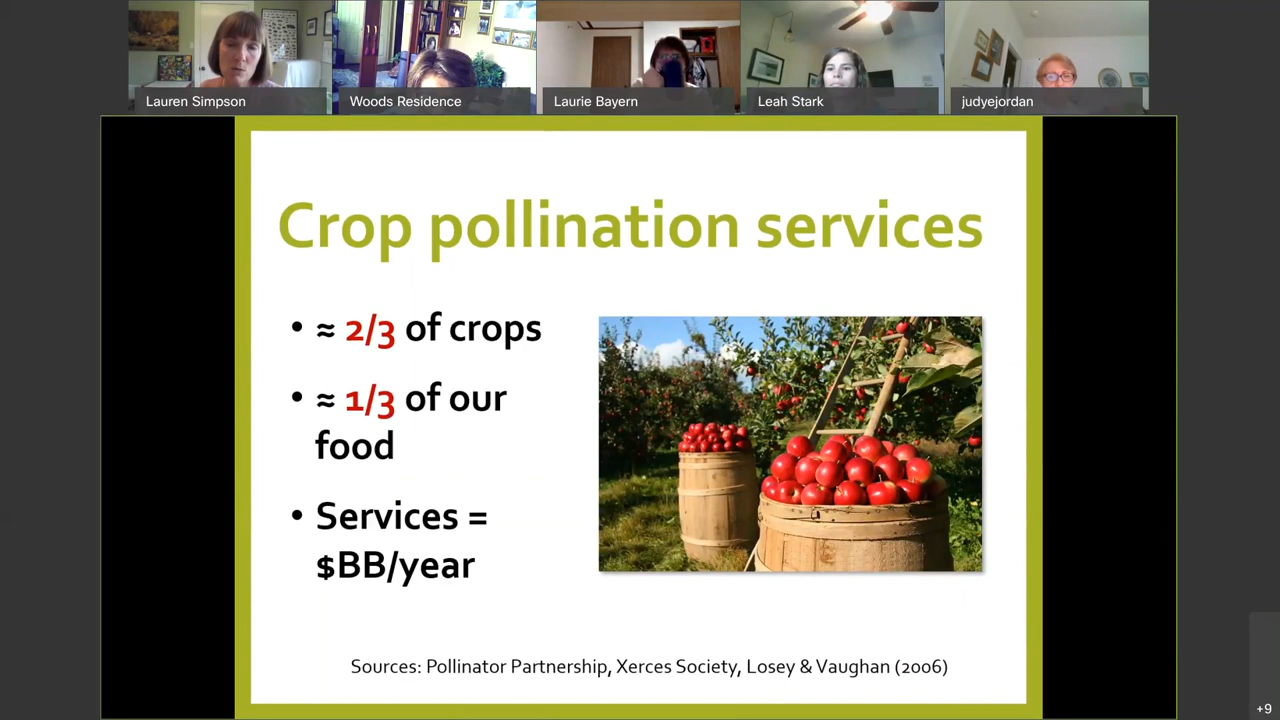 Lauren Simpson
Woods Residence
Laurie Bayern
Leah Stark
judyejordan
Crop pollination services
• ≈ 2/3 of crops
• ≈ 1/3 of our
food
• Services =
$BB/year
Sources: Pollinator Partnership, Xerces Society, Losey & Vaughan (2006)
+9